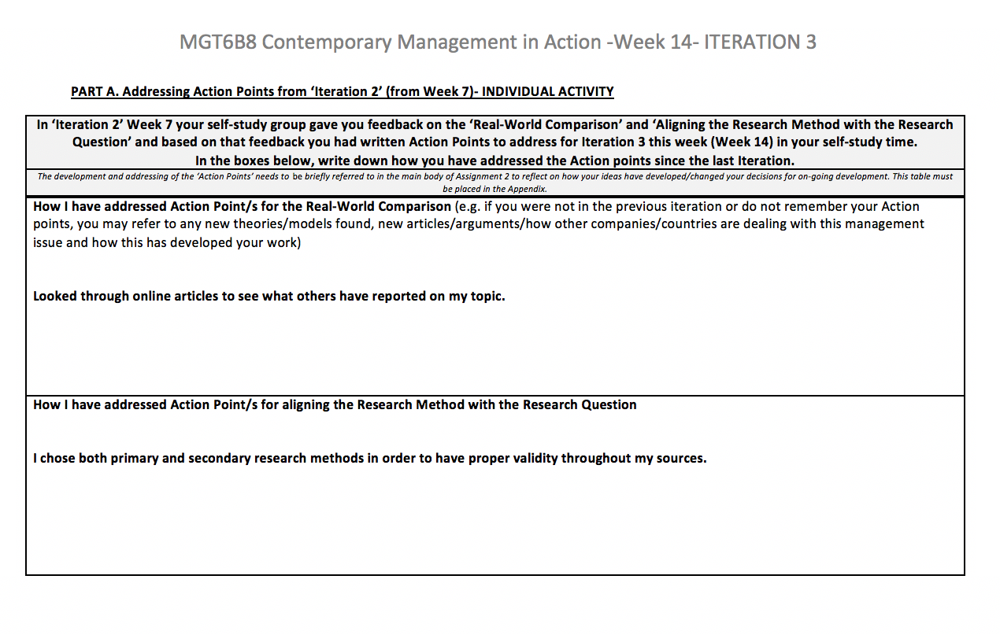 MGT6B8 Contemporary Management in Action -Week 14- ITERATION 3
PART A. Addressing Action Points from ‘Iteration 2’ (from Week 7)- INDIVIDUAL ACTIVITY
In ‘Iteration 2’ Week 7 your self-study group gave you feedback on the ‘Real-World Comparison’ and ‘Aligning the Research Method with the Research
Question’ and based on that feedback you had written Action Points to address for Iteration 3 this week (Week 14) in your self-study time.
In the boxes below, write down how you have addressed the Action points since the last Iteration.
The development and addressing of the ‘Action Points’ needs to be briefly referred to in the main body of Assignment 2 to reflect on how your ideas have developed/changed your decisions for on-going development. This table must
be placed in the Appendix.
How I have addressed Action Point/s for the Real-World Comparison (e.g. if you were not in the previous iteration or do not remember your Action
points, you may refer to any new theories/models found, new articles/arguments/how other companies/countries are dealing with this management
issue and how this has developed your work)
Looked through online articles to see what others have reported on my topic.
How I have addressed Action Point/s for aligning the Research Method with the Research Question
I chose both primary and secondary research methods in order to have proper validity throughout my sources.